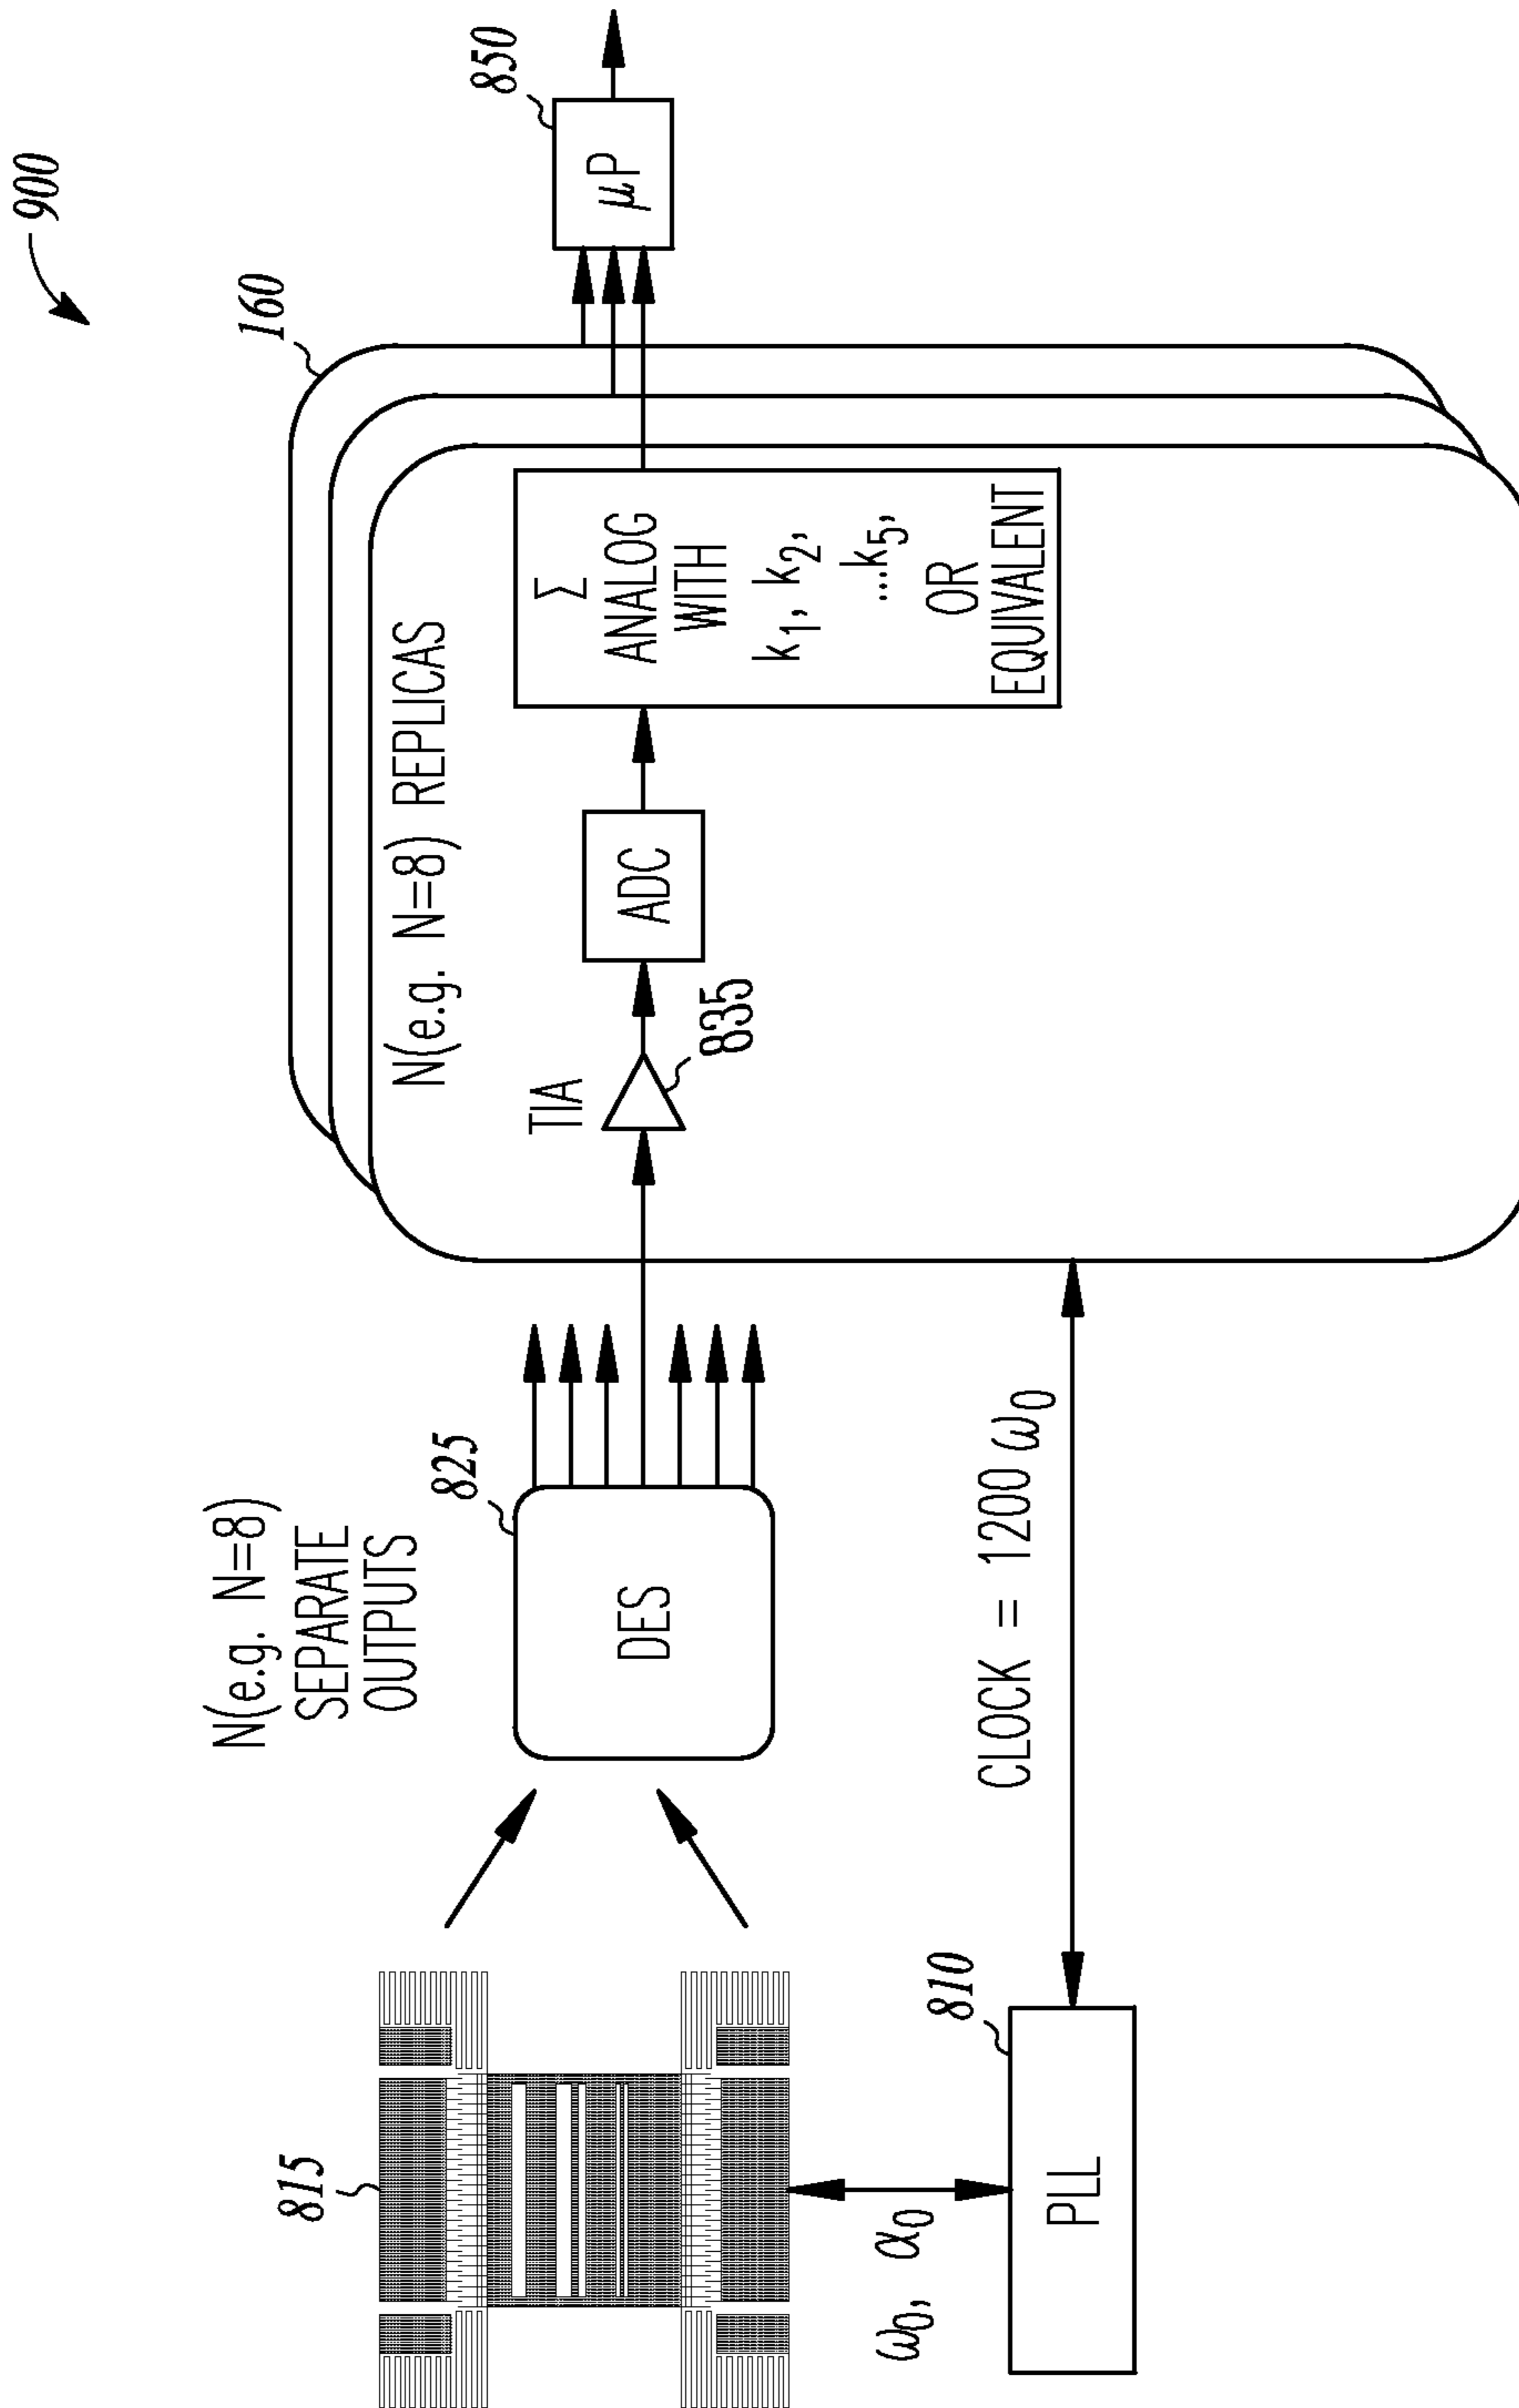 900
160
850
μP
N(e.g. N=8) REPLICAS
Σ
ANALOG
WITH
k1, k2,
...k5,
OR
EQUIVALENT
TIA
ADC
835
N(e.g. N=8)
SEPARATE
OUTPUTS
825
DES
CLOCK = 1200 ω0
815
ω0, α0
810
PLL